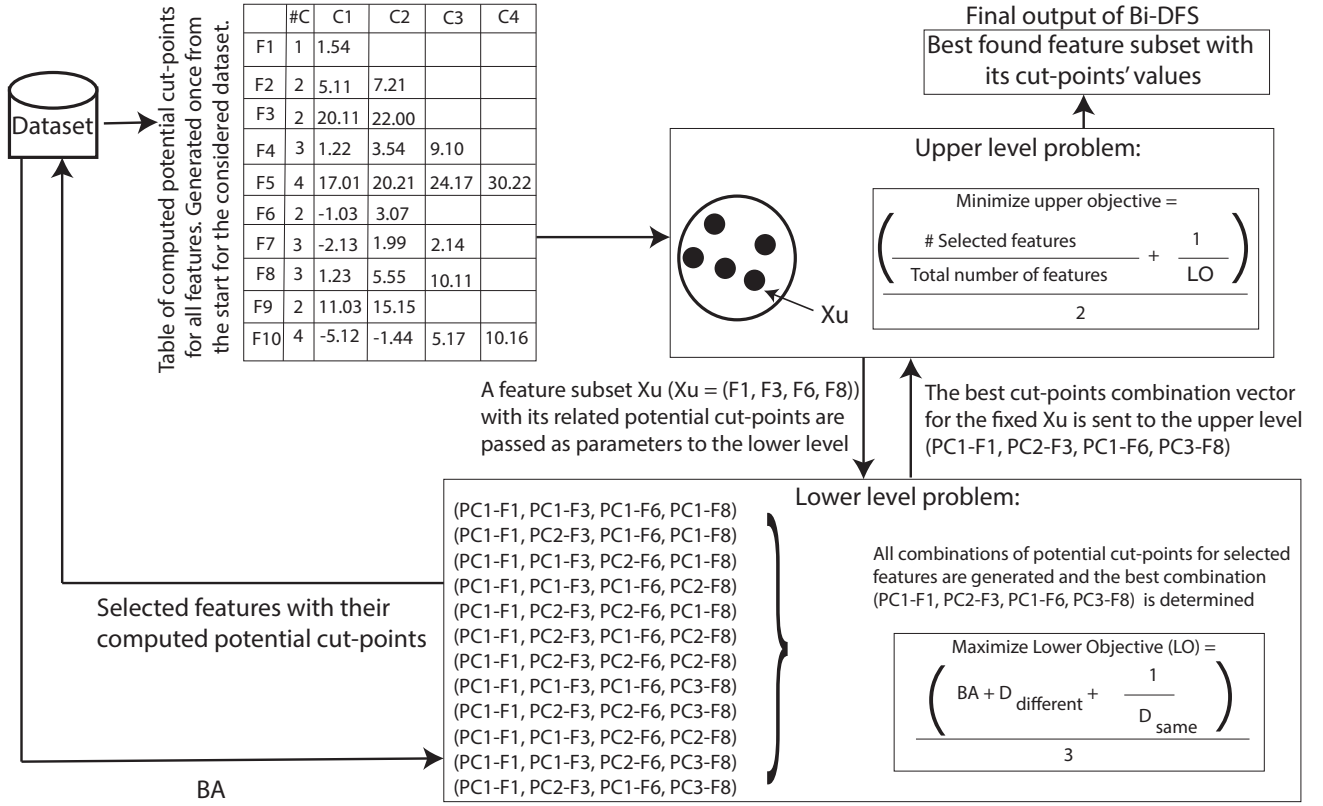 Dataset
Table of computed potential cut-points
for all features. Generated once from
the start for the considered dataset.
#C C1 C2 C3 C4
F1 1 1.54
F2 2 5.11 7.21
F3 2 20.11 22.00
F4 3 1.22 3.54 9.10
F5 4 17.01 20.21 24.17 30.22
F6 2 -1.03 3.07
F7 3 -2.13 1.99 2.14
F8 3 1.23 5.55 10.11
F9 2 11.03 15.15
F10 4 -5.12 -1.44 5.17 10.16
Final output of Bi-DFS
Best found feature subset with
its cut-points' values
Upper level problem:
Minimize upper objective =
( # Selected features
Total number of features
+
1
LO )
2
Xu
A feature subset Xu (Xu = (F1, F3, F6, F8))
with its related potential cut-points are
passed as parameters to the lower level
The best cut-points combination vector
for the fixed Xu is sent to the upper level
(PC1-F1, PC2-F3, PC1-F6, PC3-F8)
Lower level problem:
(PC1-F1, PC1-F3, PC1-F6, PC1-F8)
(PC1-F1, PC2-F3, PC1-F6, PC1-F8)
(PC1-F1, PC1-F3, PC2-F6, PC1-F8)
(PC1-F1, PC1-F3, PC1-F6, PC2-F8)
(PC1-F1, PC2-F3, PC2-F6, PC1-F8)
(PC1-F1, PC2-F3, PC1-F6, PC2-F8)
(PC1-F1, PC2-F3, PC2-F6, PC2-F8)
(PC1-F1, PC1-F3, PC1-F6, PC3-F8)
(PC1-F1, PC2-F3, PC2-F6, PC3-F8)
(PC1-F1, PC1-F3, PC2-F6, PC2-F8)
(PC1-F1, PC1-F3, PC2-F6, PC3-F8)
(PC1-F1, PC2-F3, PC1-F6, PC3-F8)
All combinations of potential cut-points for selected
features are generated and the best combination
(PC1-F1, PC2-F3, PC1-F6, PC3-F8) is determined
Maximize Lower Objective (LO) =
( BA + D different +
1
D same )
3
Selected features with their
computed potential cut-points
BA